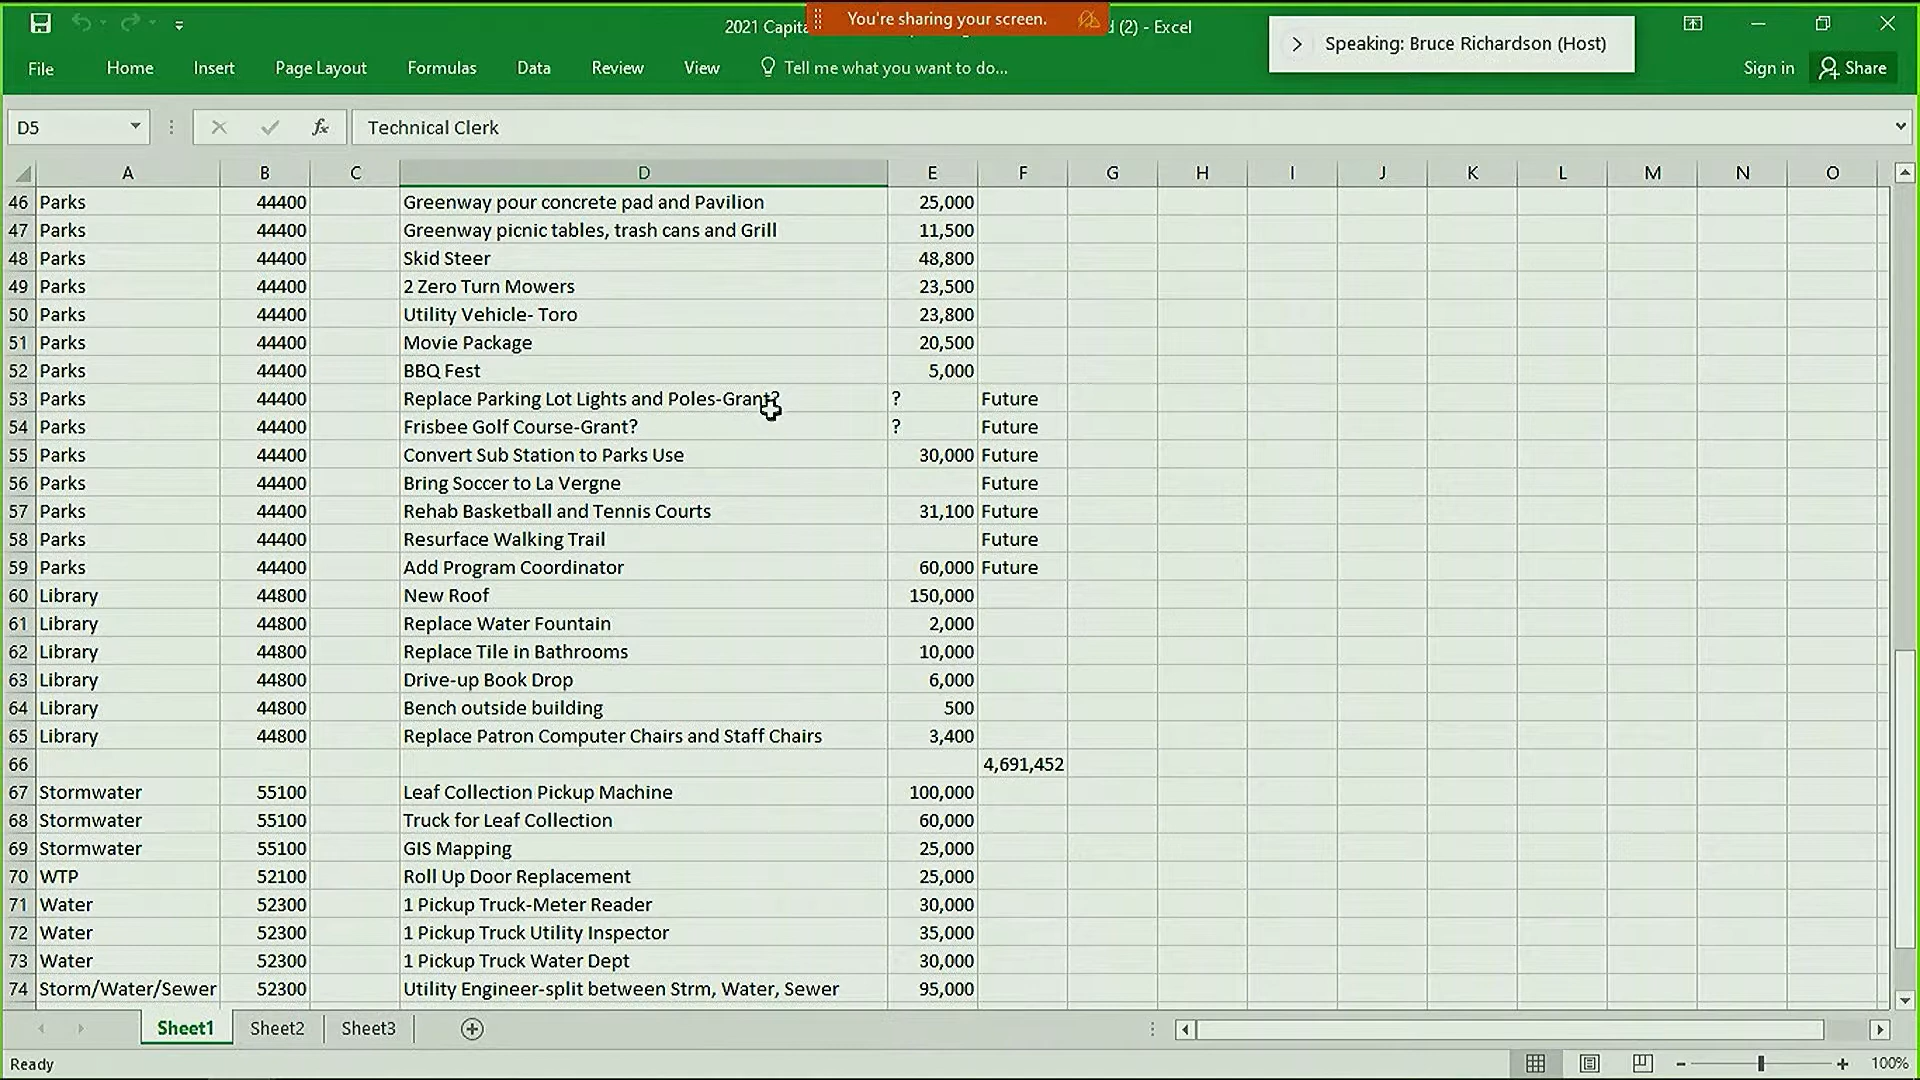 2021 Capita
You're sharing your screen.
d (2) - Excel
Speaking: Bruce Richardson (Host)
File Home Insert Page Layout Formulas Data Review View Tell me what you want to do... Sign in Share
D5 fx Technical Clerk
A B C D E F G H I J K L M N O
46 Parks 44400 Greenway pour concrete pad and Pavilion 25,000
47 Parks 44400 Greenway picnic tables, trash cans and Grill 11,500
48 Parks 44400 Skid Steer 48,800
49 Parks 44400 2 Zero Turn Mowers 23,500
50 Parks 44400 Utility Vehicle- Toro 23,800
51 Parks 44400 Movie Package 20,500
52 Parks 44400 BBQ Fest 5,000
53 Parks 44400 Replace Parking Lot Lights and Poles-Grant? ? Future
54 Parks 44400 Frisbee Golf Course-Grant? ? Future
55 Parks 44400 Convert Sub Station to Parks Use 30,000 Future
56 Parks 44400 Bring Soccer to La Vergne Future
57 Parks 44400 Rehab Basketball and Tennis Courts 31,100 Future
58 Parks 44400 Resurface Walking Trail Future
59 Parks 44400 Add Program Coordinator 60,000 Future
60 Library 44800 New Roof 150,000
61 Library 44800 Replace Water Fountain 2,000
62 Library 44800 Replace Tile in Bathrooms 10,000
63 Library 44800 Drive-up Book Drop 6,000
64 Library 44800 Bench outside building 500
65 Library 44800 Replace Patron Computer Chairs and Staff Chairs 3,400
66 4,691,452
67 Stormwater 55100 Leaf Collection Pickup Machine 100,000
68 Stormwater 55100 Truck for Leaf Collection 60,000
69 Stormwater 55100 GIS Mapping 25,000
70 WTP 52100 Roll Up Door Replacement 25,000
71 Water 52300 1 Pickup Truck-Meter Reader 30,000
72 Water 52300 1 Pickup Truck Utility Inspector 35,000
73 Water 52300 1 Pickup Truck Water Dept 30,000
74 Storm/Water/Sewer 52300 Utility Engineer-split between Strm, Water, Sewer 95,000
Sheet1 Sheet2 Sheet3
Ready 100%